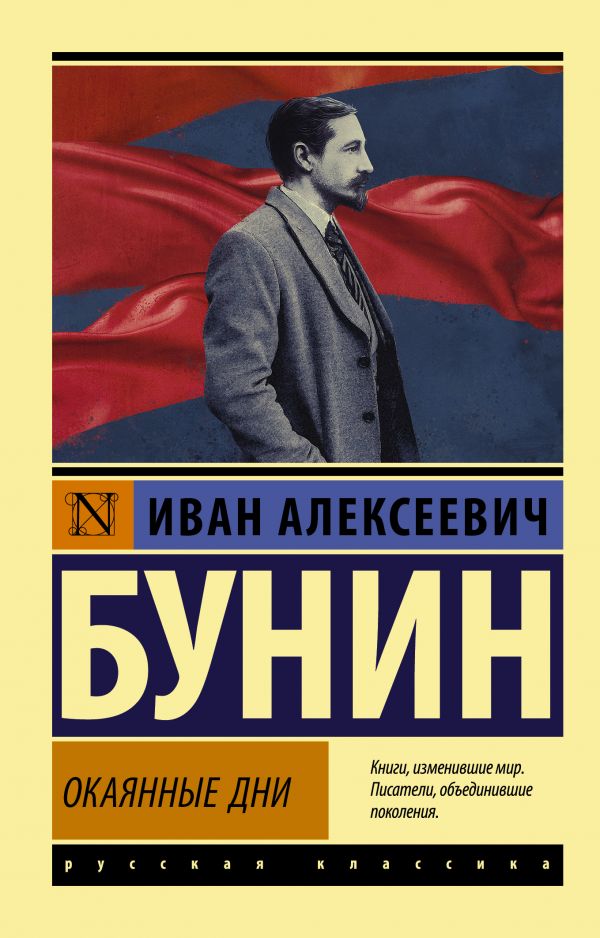 N
ИВАН АЛЕКСЕЕВИЧ
БУНИН
ОКАЯННЫЕ ДНИ
Книги, изменившие мир.
Писатели, объединившие
поколения.
русская классика